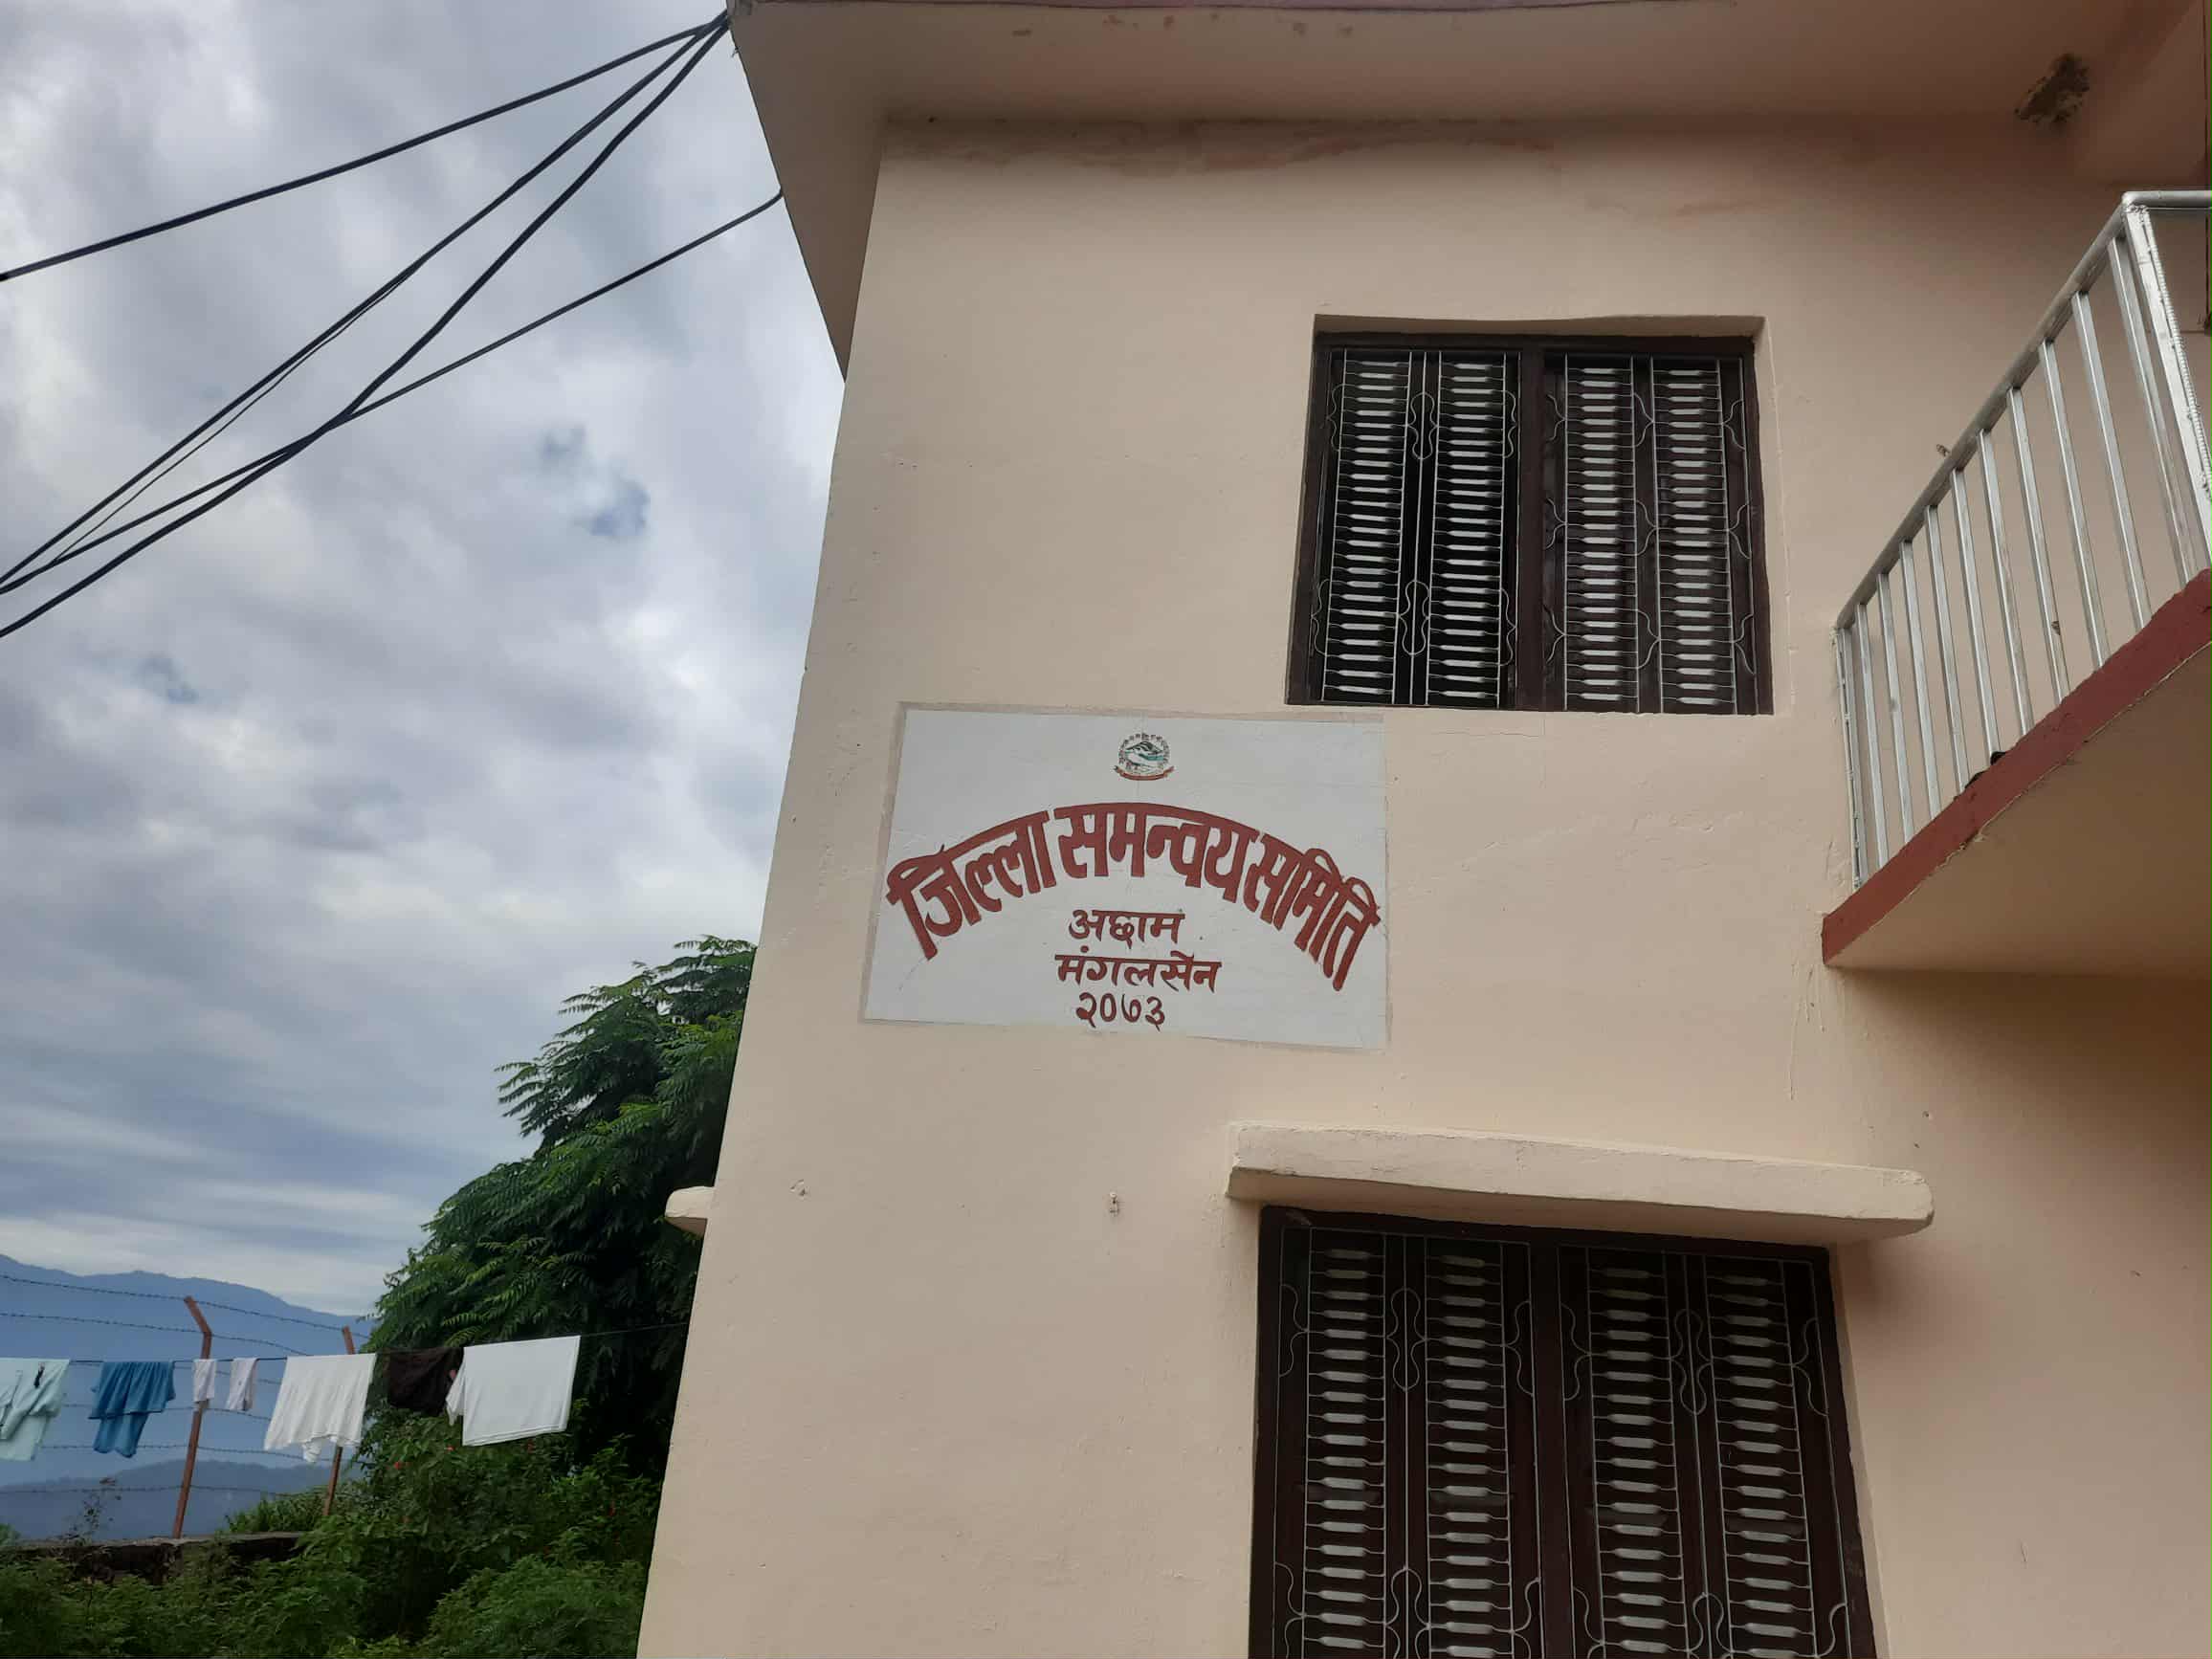 जिल्ला समन्वय समिति
अछाम
मंगलसेन
२०७३